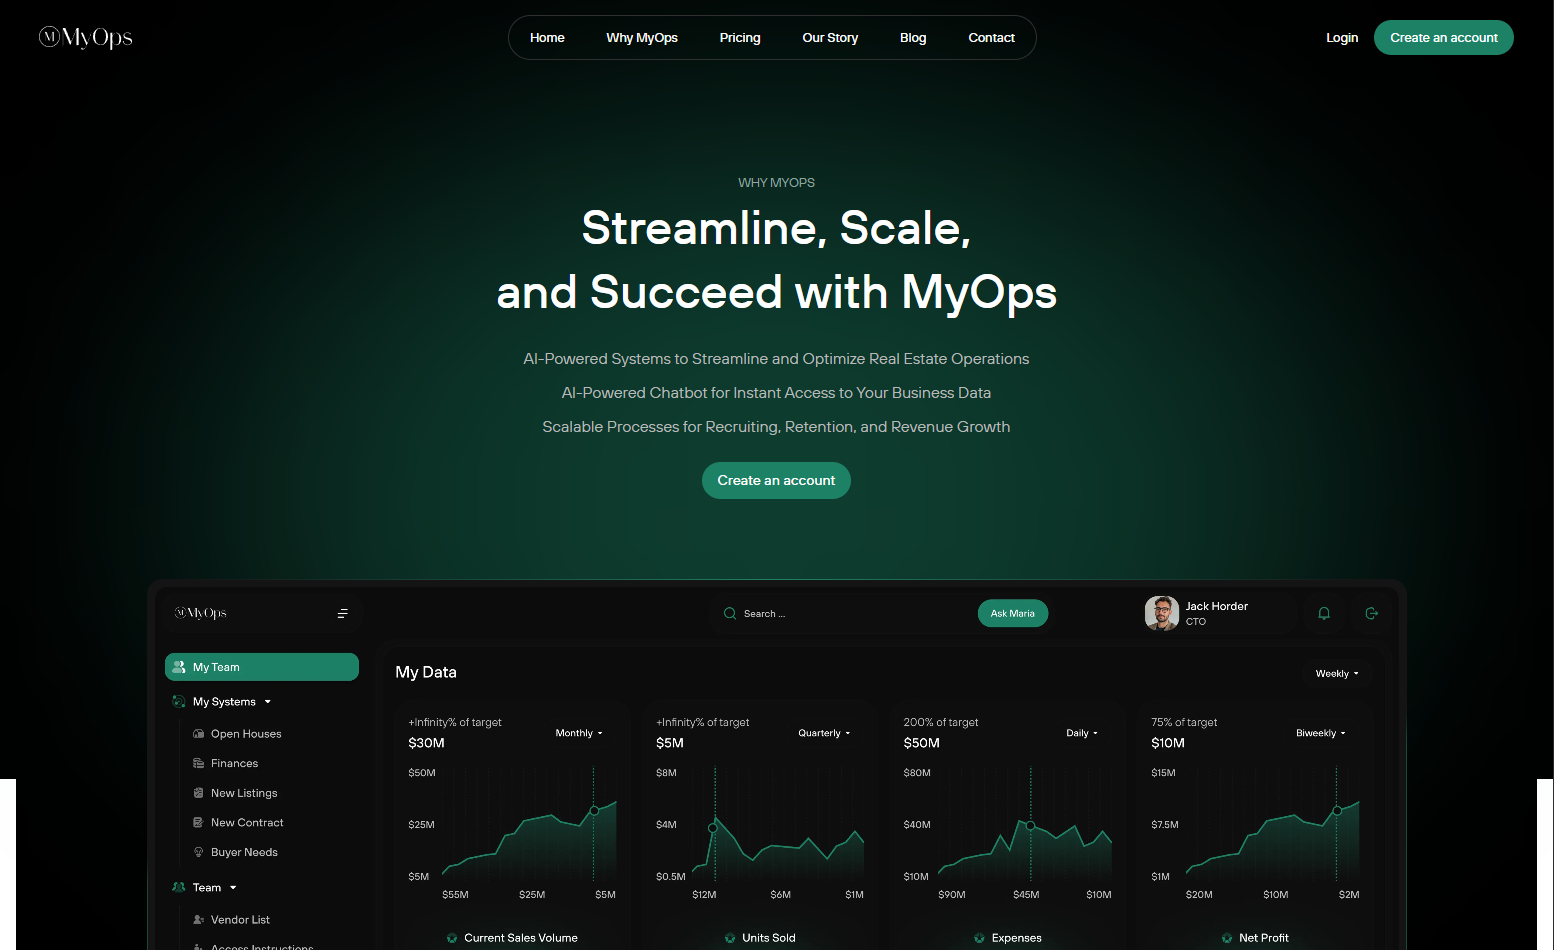 MyOps
Home
Why MyOps
Pricing
Our Story
Blog
Contact
Login
Create an account
WHY MYOPS
Streamline, Scale,
and Succeed with MyOps
AI-Powered Systems to Streamline and Optimize Real Estate Operations
AI-Powered Chatbot for Instant Access to Your Business Data
Scalable Processes for Recruiting, Retention, and Revenue Growth
Create an account
MyOps
Search ...
Ask Maria
Jack Horder
CTO
My Team
My Systems
Open Houses
Finances
New Listings
New Contract
Buyer Needs
Team
Vendor List
Access Instructions
My Data
Weekly
+Infinity% of target
$30M
Monthly
$50M
$25M
$5M
$55M
$25M
$5M
Current Sales Volume
+Infinity% of target
$5M
Quarterly
$8M
$4M
$0.5M
$12M
$6M
$1M
Units Sold
200% of target
$50M
Daily
$80M
$40M
$10M
$90M
$45M
$10M
Expenses
75% of target
$10M
Biweekly
$15M
$7.5M
$1M
$20M
$10M
$2M
Net Profit